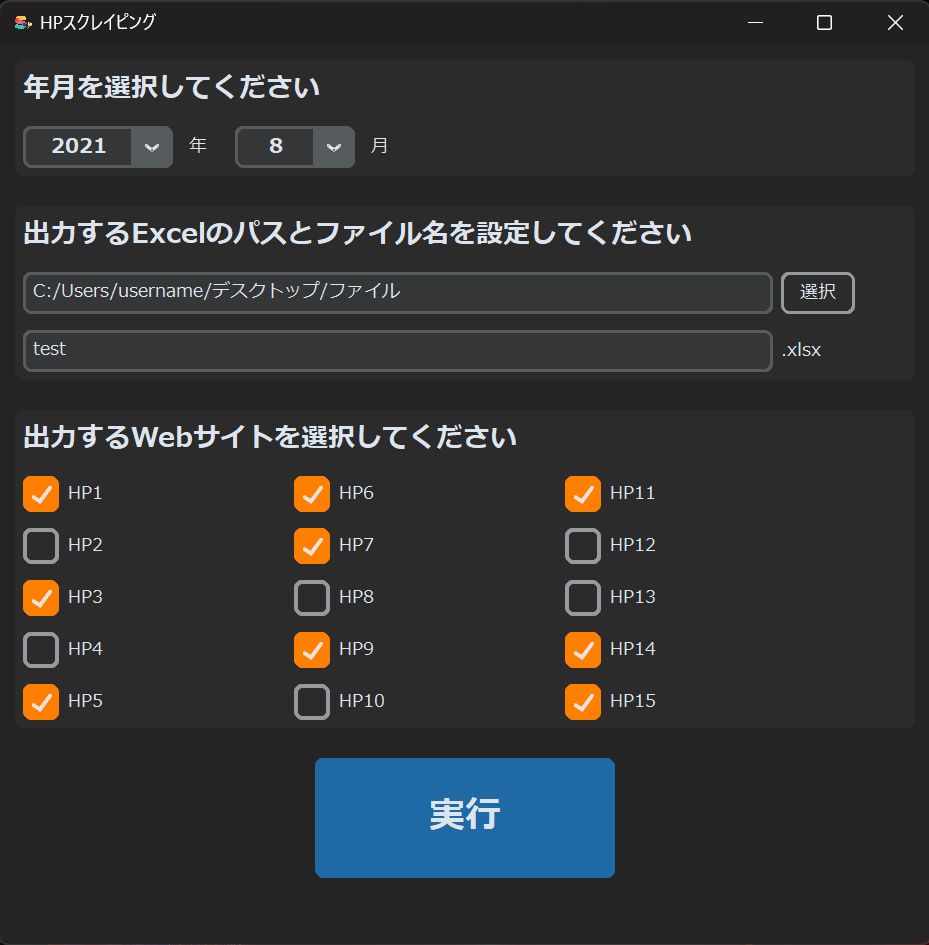 HPスクレイピング
年月を選択してください
2021 年 8 月
出力するExcelのパスとファイル名を設定してください
C:/Users/username/デスクトップ/ファイル 選択
test .xlsx
出力するWebサイトを選択してください
HP1 HP6 HP11
HP2 HP7 HP12
HP3 HP8 HP13
HP4 HP9 HP14
HP5 HP10 HP15
実行